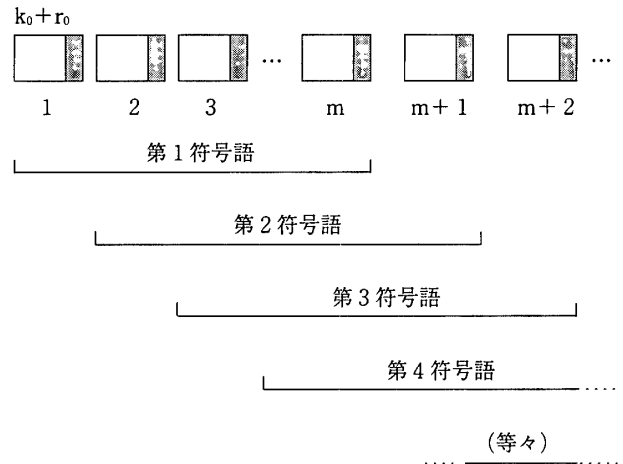 k₀+r₀
… …
1 2 3 m m+1 m+2
第1符号語
第2符号語
第3符号語
第4符号語
(等々)